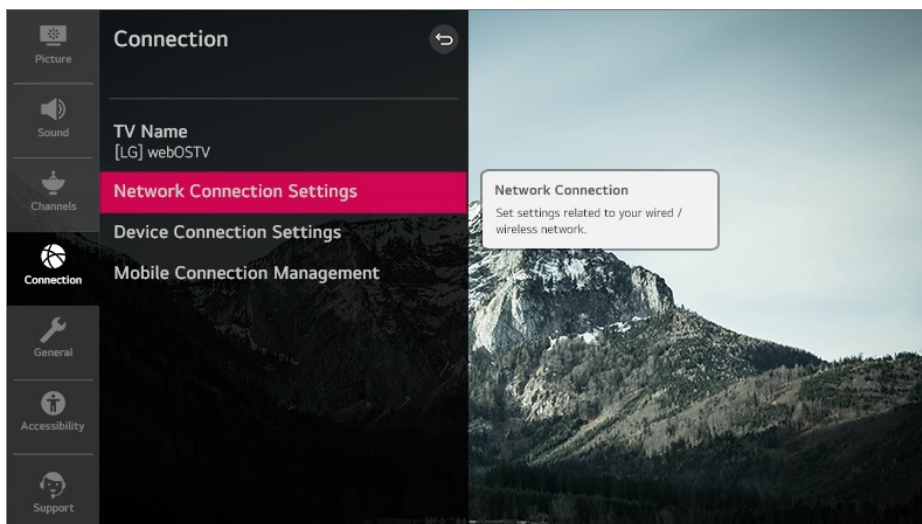 Picture
Sound
Channels
Connection
General
Accessibility
Support
Connection
TV Name
[LG] webOSTV
Network Connection Settings
Device Connection Settings
Mobile Connection Management
Network Connection
Set settings related to your wired /
wireless network.